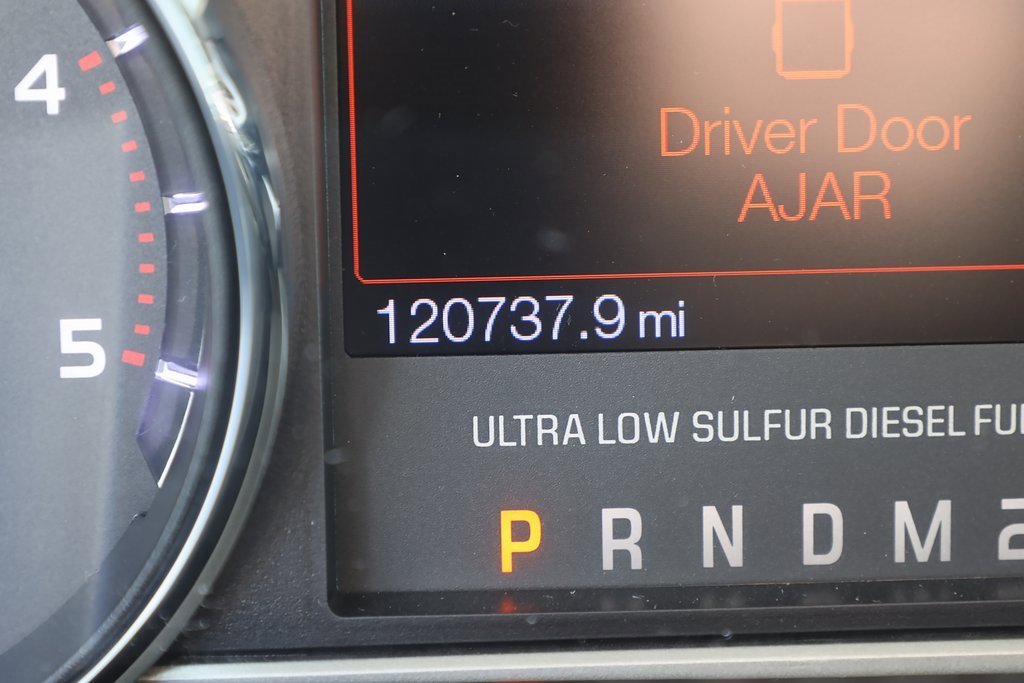 4
5
Driver Door
AJAR
120737.9 mi
ULTRA LOW SULFUR DIESEL
P R N D M